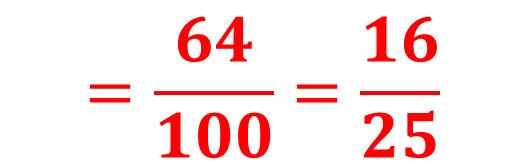 = 64/100 = 16/25